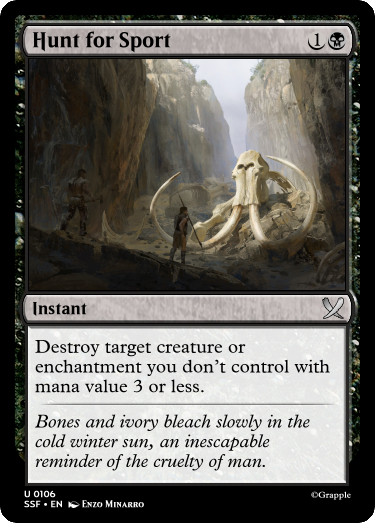 Hunt for Sport 1
Instant
Destroy target creature or
enchantment you don't control with
mana value 3 or less.
Bones and ivory bleach slowly in the
cold winter sun, an inescapable
reminder of the cruelty of man.
U 0106
SSF • EN Enzo Minarro
©Grapple